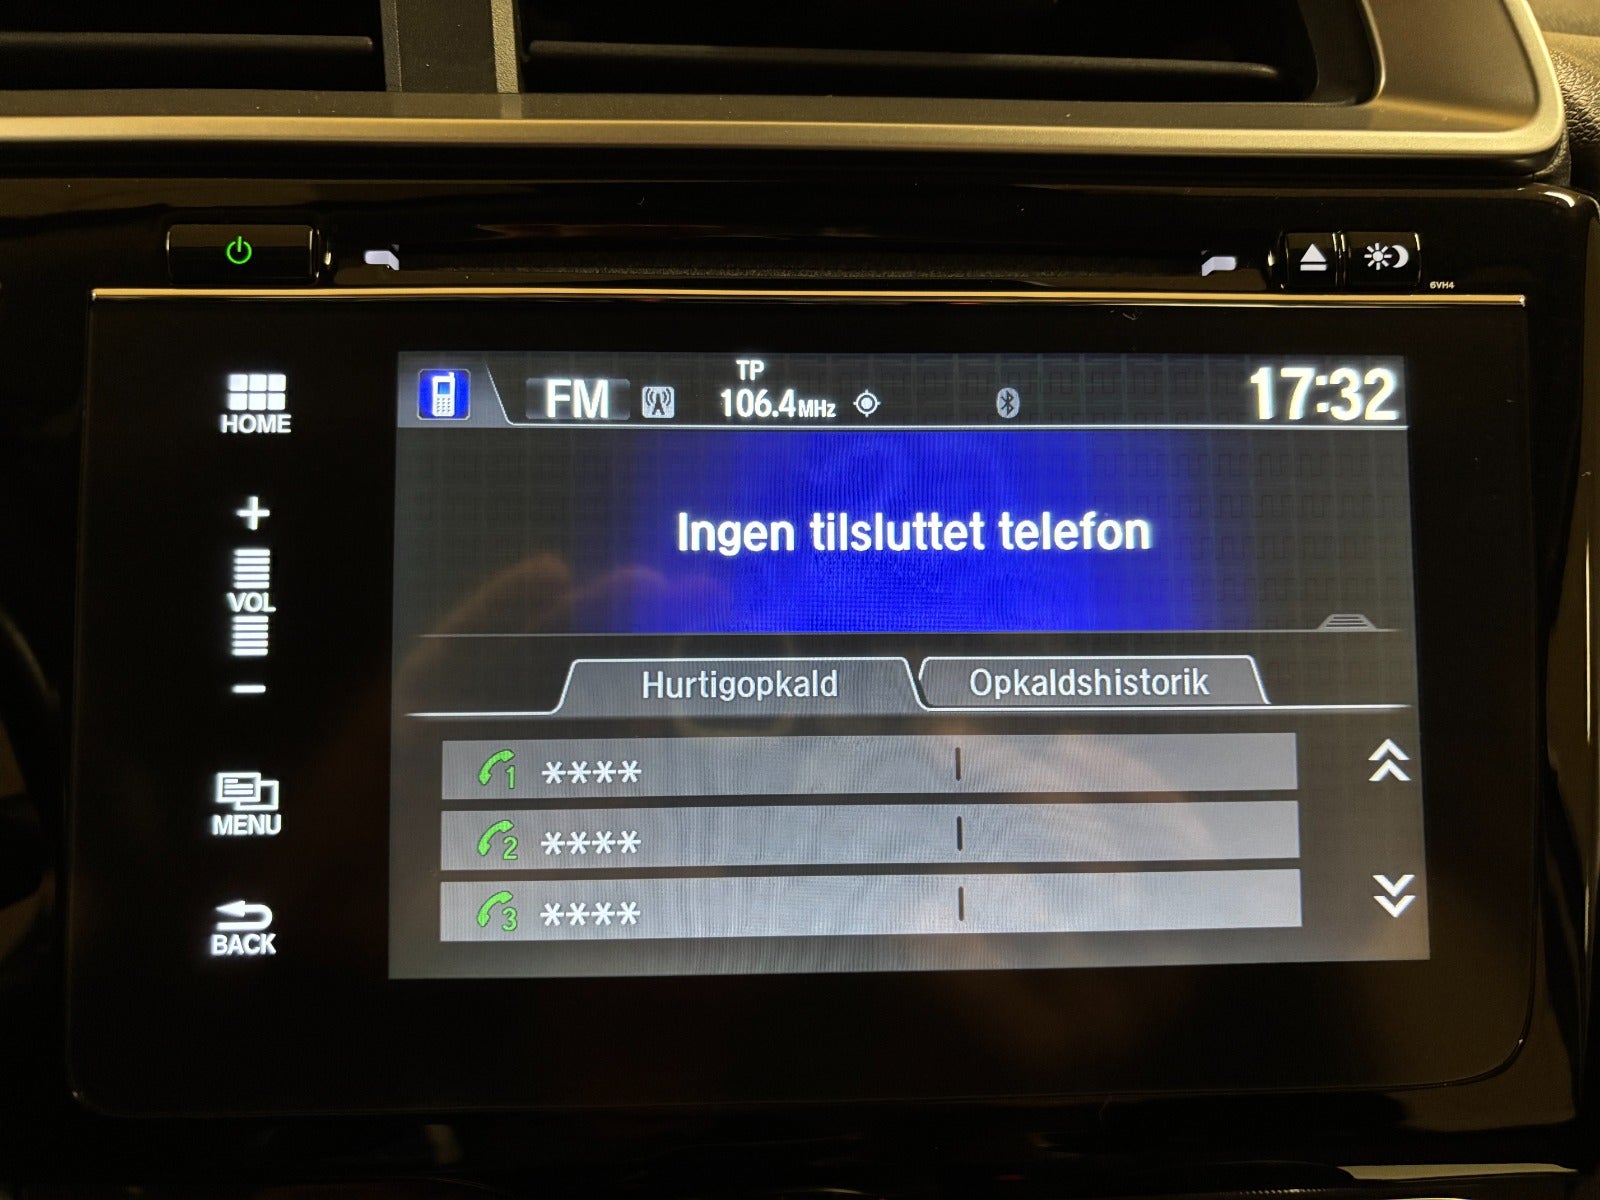 6VH4
HOME
TP
FM 106.4MHz 17:32
Ingen tilsluttet telefon
+
VOL
−
Hurtigopkald Opkaldshistorik
1 ****
2 ****
3 ****
MENU
BACK